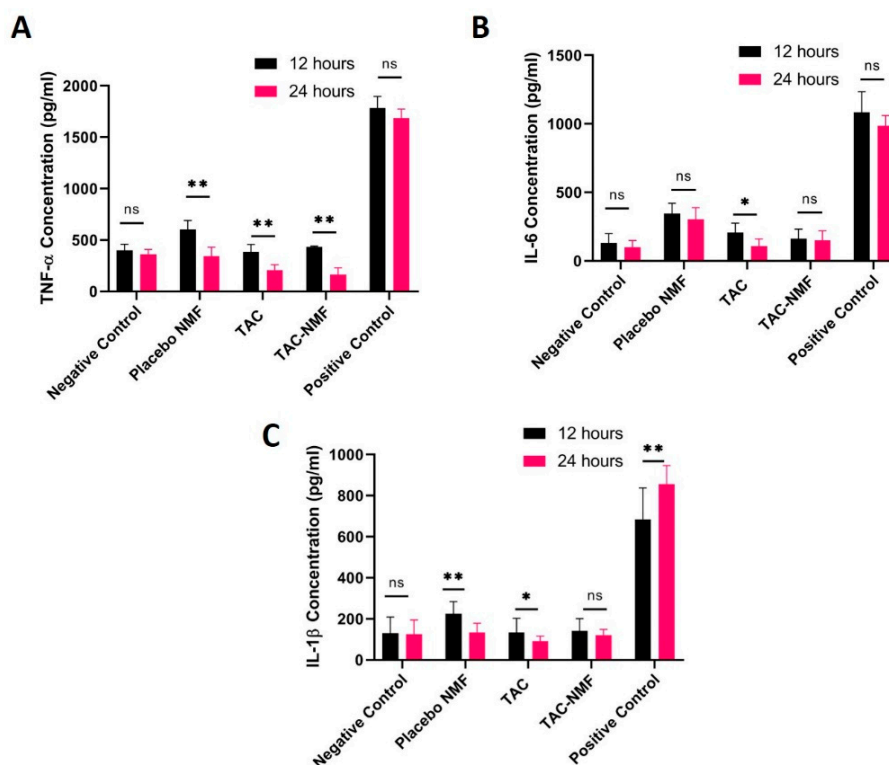 A
12 hours
24 hours
TNF-α Concentration (pg/ml)
2000
1500
1000
500
0
ns
**
**
**
ns
Negative Control
Placebo NMF
TAC
TAC-NMF
Positive Control
B
12 hours
24 hours
IL-6 Concentration (pg/ml)
1500
1000
500
0
ns
ns
*
ns
ns
Negative Control
Placebo NMF
TAC
TAC-NMF
Positive Control
C
12 hours
24 hours
IL-1β Concentration (pg/ml)
1000
800
600
400
200
0
ns
**
*
ns
**
Negative Control
Placebo NMF
TAC
TAC-NMF
Positive Control